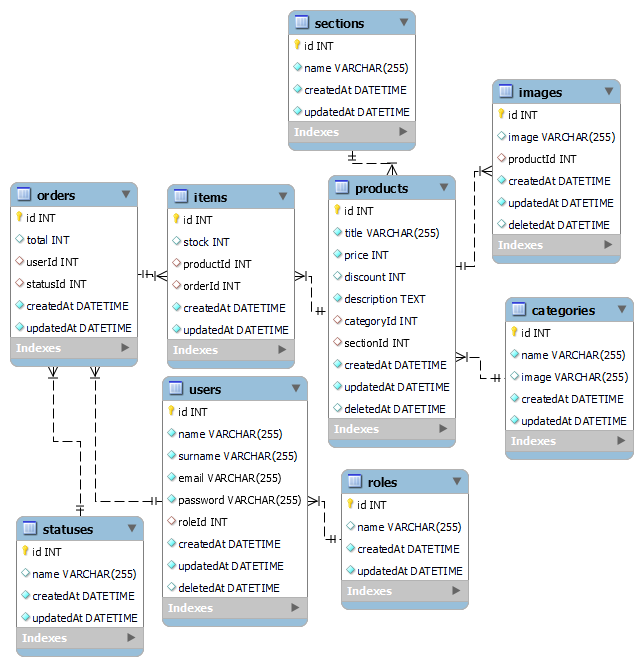 sections
id INT
name VARCHAR(255)
createdAt DATETIME
updatedAt DATETIME
Indexes
images
id INT
image VARCHAR(255)
productId INT
createdAt DATETIME
updatedAt DATETIME
deletedAt DATETIME
Indexes
orders
id INT
total INT
userId INT
statusId INT
createdAt DATETIME
updatedAt DATETIME
Indexes
items
id INT
stock INT
productId INT
orderId INT
createdAt DATETIME
updatedAt DATETIME
Indexes
products
id INT
title VARCHAR(255)
price INT
discount INT
description TEXT
categoryId INT
sectionId INT
createdAt DATETIME
updatedAt DATETIME
deletedAt DATETIME
Indexes
categories
id INT
name VARCHAR(255)
image VARCHAR(255)
createdAt DATETIME
updatedAt DATETIME
Indexes
users
id INT
name VARCHAR(255)
surname VARCHAR(255)
email VARCHAR(255)
password VARCHAR(255)
roleId INT
createdAt DATETIME
updatedAt DATETIME
deletedAt DATETIME
Indexes
roles
id INT
name VARCHAR(255)
createdAt DATETIME
updatedAt DATETIME
Indexes
statuses
id INT
name VARCHAR(255)
createdAt DATETIME
updatedAt DATETIME
Indexes